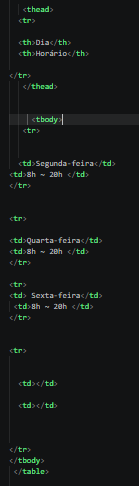 <thead>
<tr>
<th>Dia</th>
<th>Horário</th>
</tr>
</thead>
<tbody>
<tr>
<td>Segunda-feira</td>
<td>8h ~ 20h </td>
</tr>
<tr>
<td>Quarta-feira</td>
<td>8h ~ 20h </td>
</tr>
<tr>
<td> Sexta-feira</td>
<td>8h ~ 20h </td>
</tr>
<tr>
<td></td>
<td></td>
</tr>
</tbody>
</table>